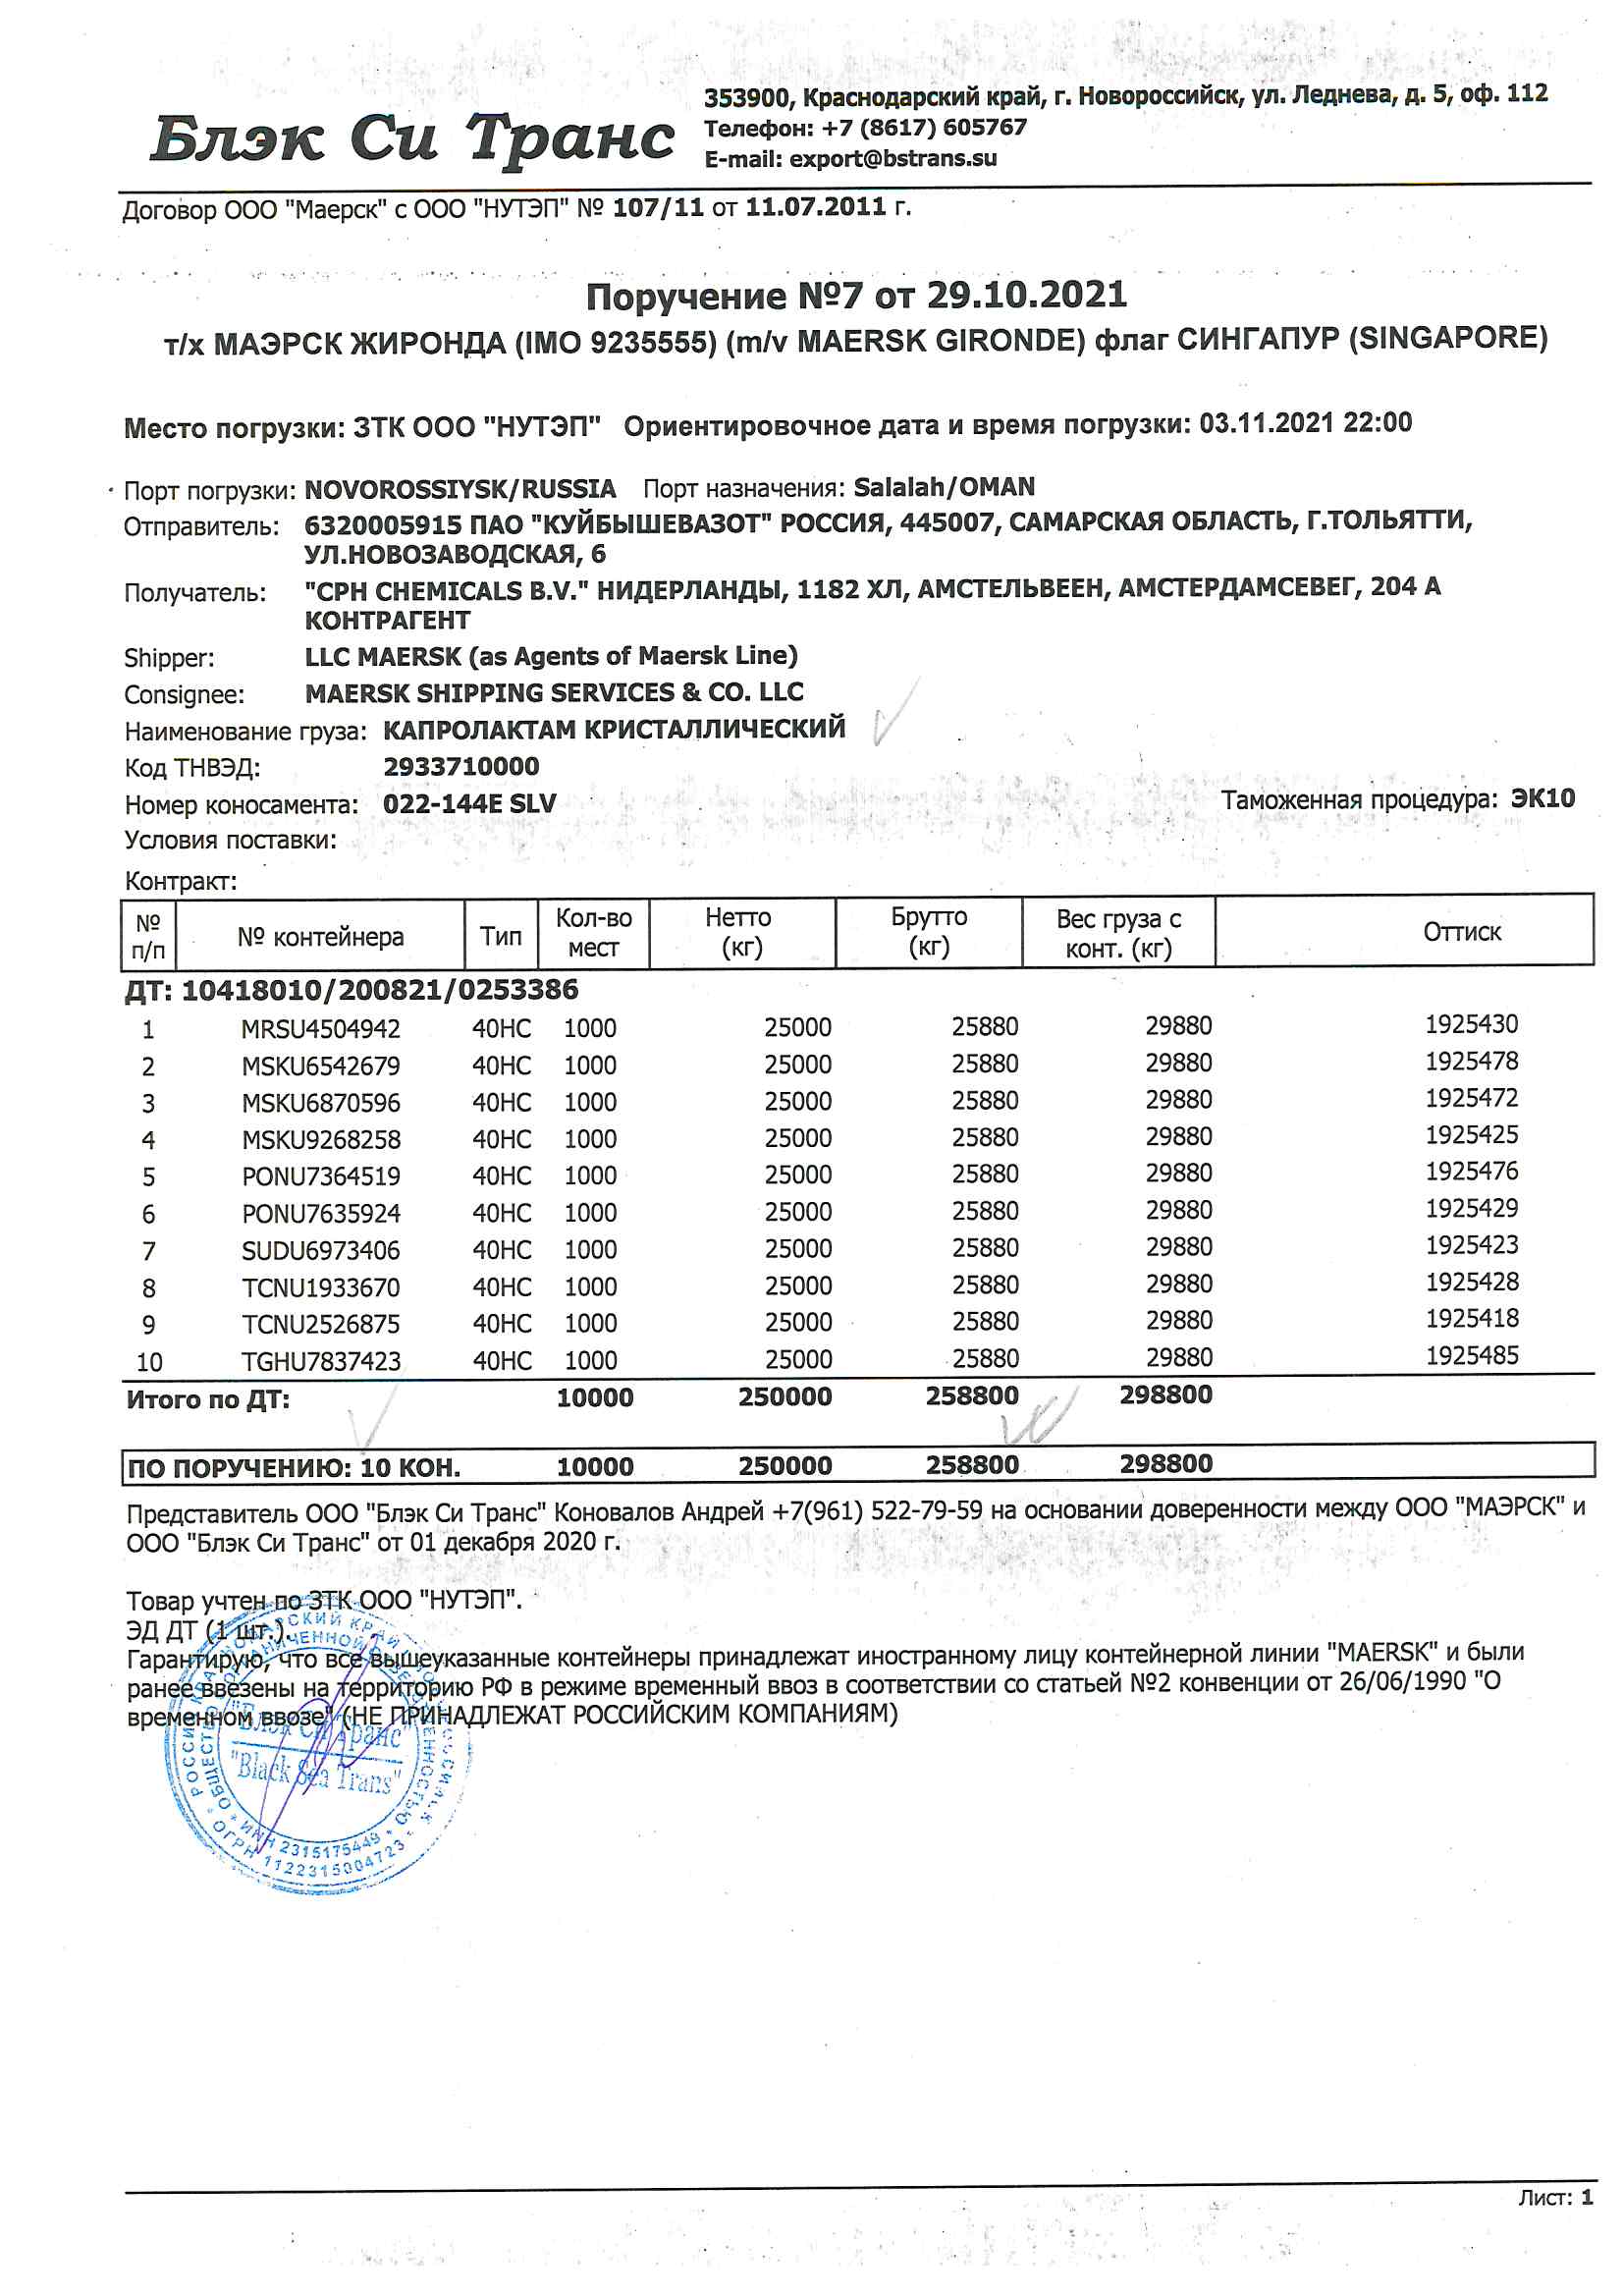 Блэк Си Транс
353900, Краснодарский край, г. Новороссийск, ул. Леднева, д. 5, оф. 112
Телефон: +7 (8617) 605767
E-mail: export@bstrans.su
Договор ООО "Маерск" с ООО "НУТЭП" № 107/11 от 11.07.2011 г.
Поручение №7 от 29.10.2021
т/х МАЭРСК ЖИРОНДА (IMO 9235555) (m/v MAERSK GIRONDE) флаг СИНГАПУР (SINGAPORE)
Место погрузки: ЗТК ООО "НУТЭП" Ориентировочное дата и время погрузки: 03.11.2021 22:00
Порт погрузки: NOVOROSSIYSK/RUSSIA Порт назначения: Salalah/OMAN
Отправитель: 6320005915 ПАО "КУЙБЫШЕВАЗОТ" РОССИЯ, 445007, САМАРСКАЯ ОБЛАСТЬ, Г.ТОЛЬЯТТИ,
УЛ.НОВОЗАВОДСКАЯ, 6
Получатель: "CPH CHEMICALS B.V." НИДЕРЛАНДЫ, 1182 ХЛ, АМСТЕЛЬВЕЕН, АМСТЕРДАМСЕВЕГ, 204 А
КОНТРАГЕНТ
Shipper: LLC MAERSK (as Agents of Maersk Line)
Consignee: MAERSK SHIPPING SERVICES & CO. LLC
Наименование груза: КАПРОЛАКТАМ КРИСТАЛЛИЧЕСКИЙ
Код ТНВЭД: 2933710000
Номер коносамента: 022-144E SLV Таможенная процедура: ЭК10
Условия поставки:
Контракт:
№ п/п № контейнера Тип Кол-во мест Нетто (кг) Брутто (кг) Вес груза с конт. (кг) Оттиск
ДТ: 10418010/200821/0253386
1 MRSU4504942 40HC 1000 25000 25880 29880 1925430
2 MSKU6542679 40HC 1000 25000 25880 29880 1925478
3 MSKU6870596 40HC 1000 25000 25880 29880 1925472
4 MSKU9268258 40HC 1000 25000 25880 29880 1925425
5 PONU7364519 40HC 1000 25000 25880 29880 1925476
6 PONU7635924 40HC 1000 25000 25880 29880 1925429
7 SUDU6973406 40HC 1000 25000 25880 29880 1925423
8 TCNU1933670 40HC 1000 25000 25880 29880 1925428
9 TCNU2526875 40HC 1000 25000 25880 29880 1925418
10 TGHU7837423 40HC 1000 25000 25880 29880 1925485
Итого по ДТ: 10000 250000 258800 298800
ПО ПОРУЧЕНИЮ: 10 КОН. 10000 250000 258800 298800
Представитель ООО "Блэк Си Транс" Коновалов Андрей +7(961) 522-79-59 на основании доверенности между ООО "МАЭРСК" и
ООО "Блэк Си Транс" от 01 декабря 2020 г.
Товар учтен по ЗТК ООО "НУТЭП".
ЭД ДТ (1 шт.).
Гарантирую, что все вышеуказанные контейнеры принадлежат иностранному лицу контейнерной линии "MAERSK" и были
ранее ввезены на территорию РФ в режиме временный ввоз в соответствии со статьей №2 конвенции от 26/06/1990 "О
временном ввозе" (НЕ ПРИНАДЛЕЖАТ РОССИЙСКИМ КОМПАНИЯМ)
"Блэк Си Транс"
"Black Sea Trans"
ИНН 2315175449
ОГРН 1122315004723
Лист: 1